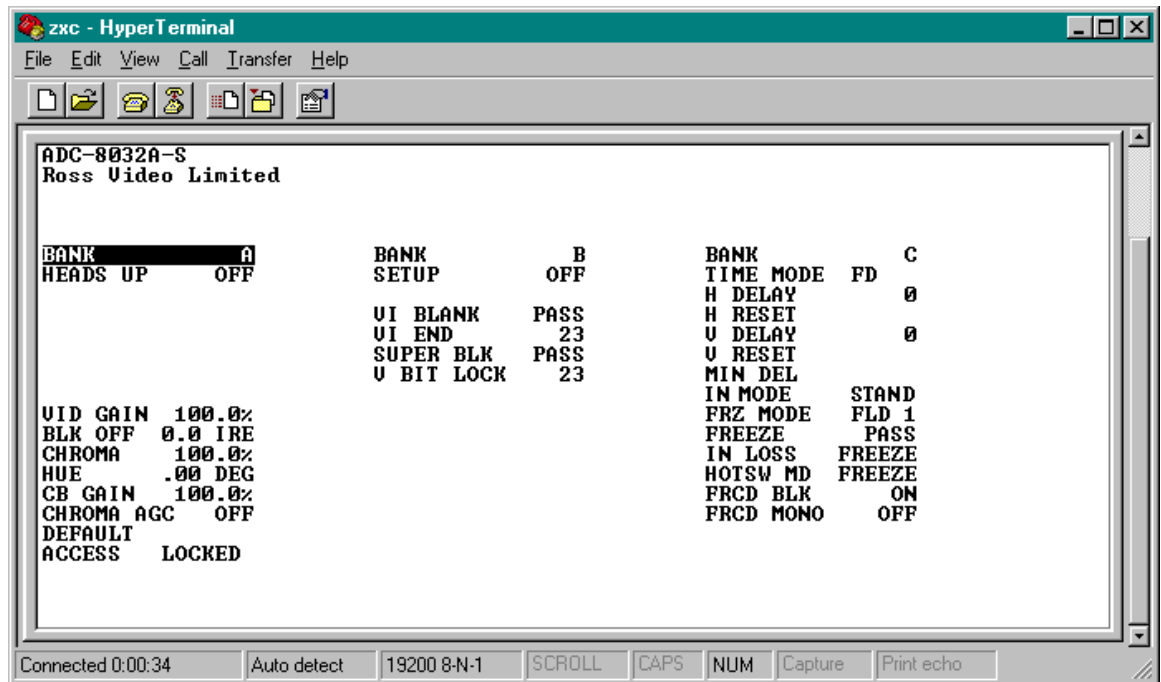 zxc - HyperTerminal
File Edit View Call Transfer Help
ADC-8032A-S
Ross Video Limited
BANK A BANK B BANK C
HEADS UP OFF SETUP OFF TIME MODE FD
H DELAY 0
VI BLANK PASS H RESET
VI END 23 V DELAY 0
SUPER BLK PASS V RESET
V BIT LOCK 23 MIN DEL
IN MODE STAND
VID GAIN 100.0% FRZ MODE FLD 1
BLK OFF 0.0 IRE FREEZE PASS
CHROMA 100.0% IN LOSS FREEZE
HUE .00 DEG HOTSW MD FREEZE
CB GAIN 100.0% FRCD BLK ON
CHROMA AGC OFF FRCD MONO OFF
DEFAULT
ACCESS LOCKED
Connected 0:00:34 Auto detect 19200 8-N-1 SCROLL CAPS NUM Capture Print echo